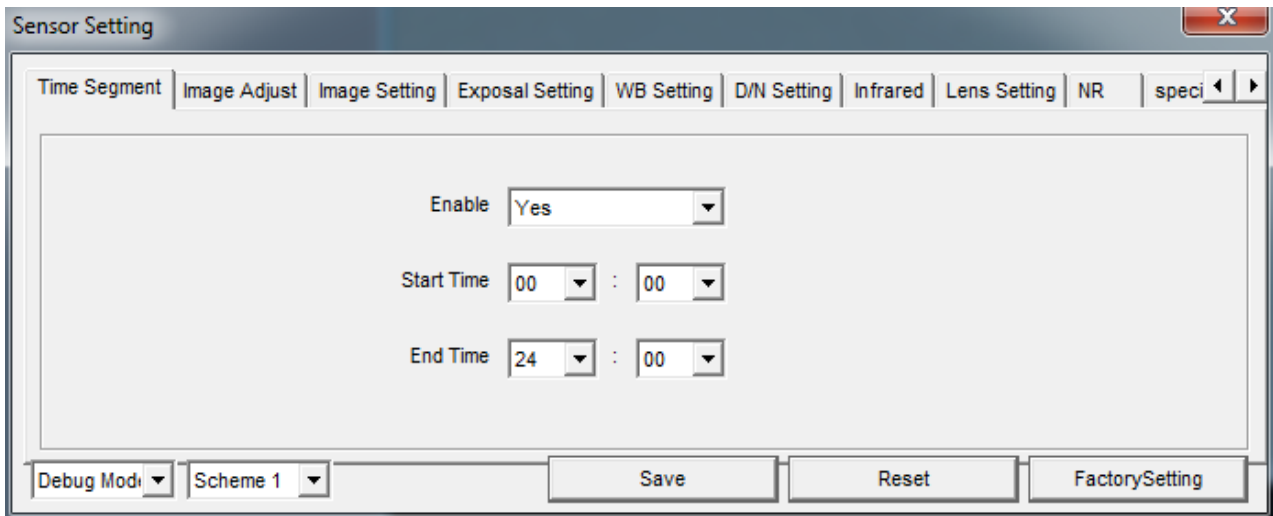 Sensor Setting
Time Segment Image Adjust Image Setting Exposal Setting WB Setting D/N Setting Infrared Lens Setting NR speci
Enable Yes
Start Time 00 : 00
End Time 24 : 00
Debug Mod Scheme 1 Save Reset FactorySetting